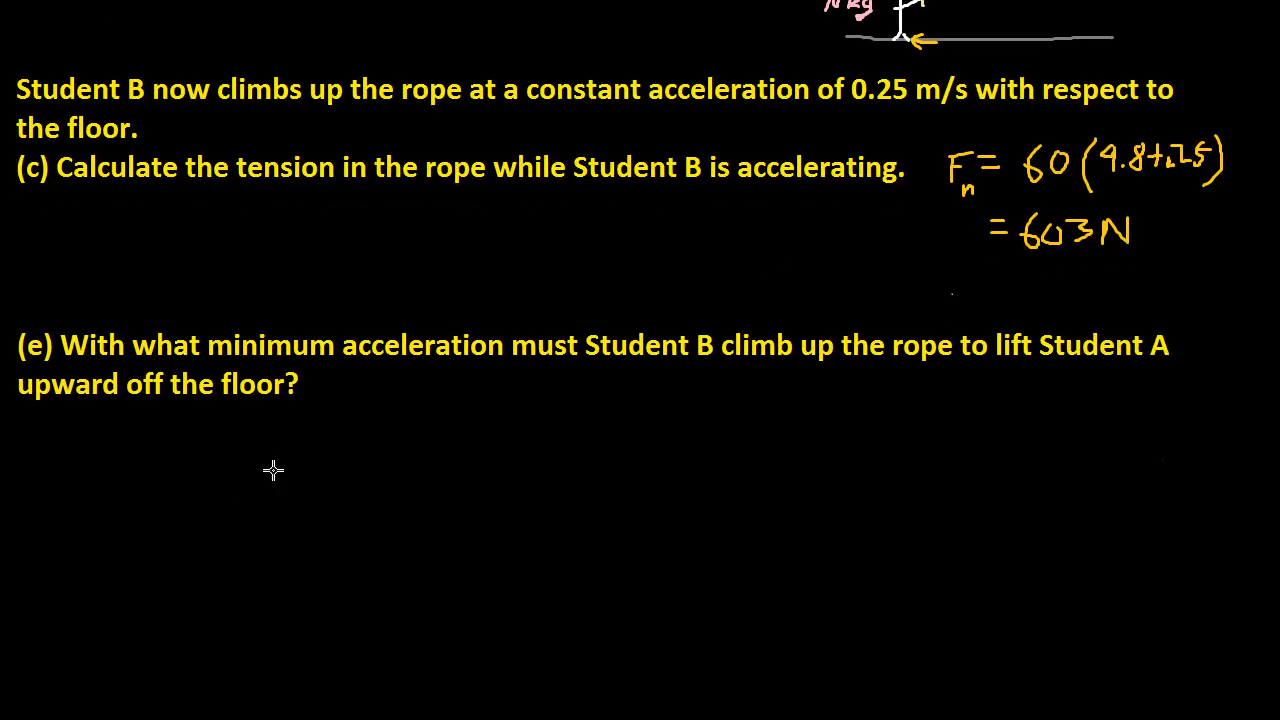 Student B now climbs up the rope at a constant acceleration of 0.25 m/s with respect to
the floor.
(c) Calculate the tension in the rope while Student B is accelerating.
Fn = 60 (9.8+.25)
= 603 N
(e) With what minimum acceleration must Student B climb up the rope to lift Student A
upward off the floor?